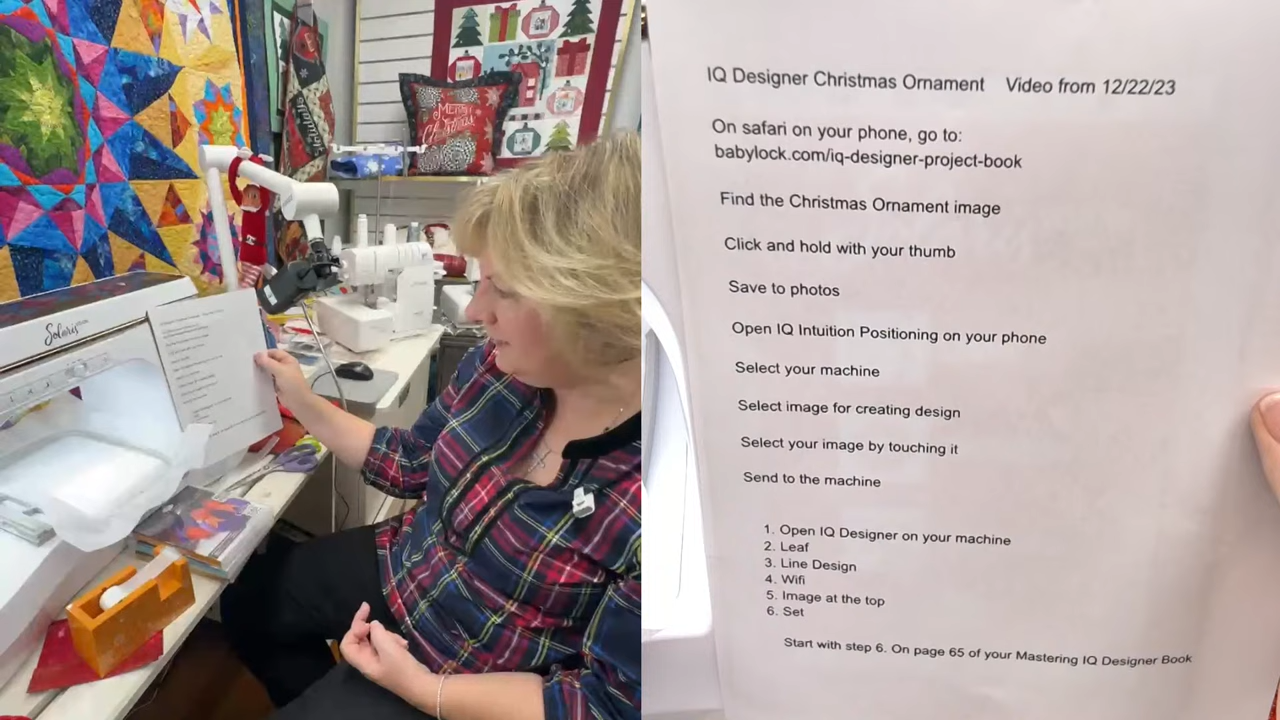 MERRY
Christmas
Solaris
IQ Designer Christmas Ornament Video from 12/22/23
On safari on your phone, go to:
babylock.com/iq-designer-project-book
Find the Christmas Ornament image
Click and hold with your thumb
Save to photos
Open IQ Intuition Positioning on your phone
Select your machine
Select image for creating design
Select your image by touching it
Send to the machine
1. Open IQ Designer on your machine
2. Leaf
3. Line Design
4. Wifi
5. Image at the top
6. Set
Start with step 6. On page 65 of your Mastering IQ Designer Book